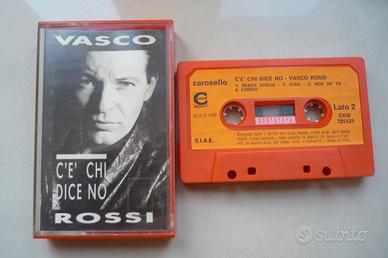 VASCO
C'E' CHI
DICE NO
ROSSI
carosello
C'E' CHI DICE NO - VASCO ROSSI
1. BRAVA GIULIA - 2. CIAO - 3. NON MI VA -
4. LUNEDI'
Lato 2
CKN
S.I.A.E.
subito